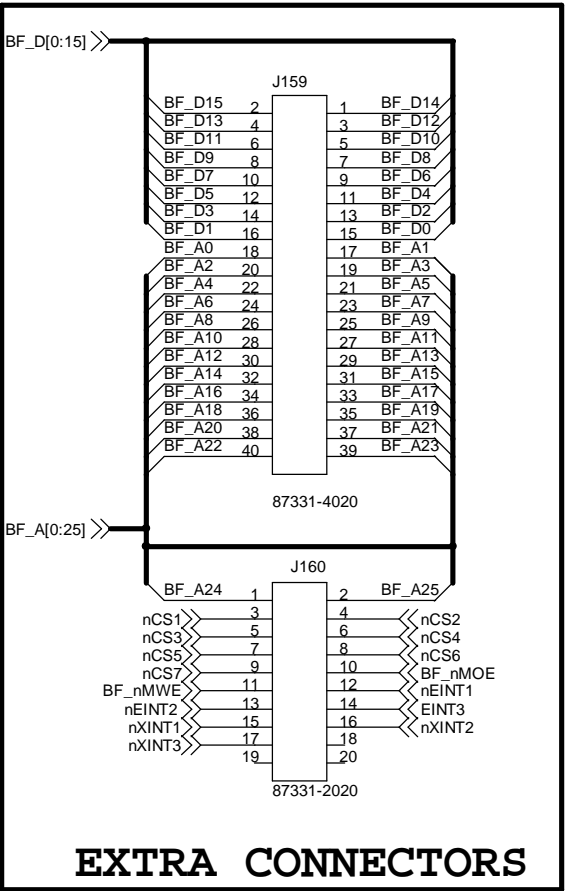 BF_D[0:15]
J159
BF_D15 2 1 BF_D14
BF_D13 4 3 BF_D12
BF_D11 6 5 BF_D10
BF_D9 8 7 BF_D8
BF_D7 10 9 BF_D6
BF_D5 12 11 BF_D4
BF_D3 14 13 BF_D2
BF_D1 16 15 BF_D0
BF_A0 18 17 BF_A1
BF_A2 20 19 BF_A3
BF_A4 22 21 BF_A5
BF_A6 24 23 BF_A7
BF_A8 26 25 BF_A9
BF_A10 28 27 BF_A11
BF_A12 30 29 BF_A13
BF_A14 32 31 BF_A15
BF_A16 34 33 BF_A17
BF_A18 36 35 BF_A19
BF_A20 38 37 BF_A21
BF_A22 40 39 BF_A23
87331-4020
BF_A[0:25]
J160
BF_A24 1 2 BF_A25
nCS1 3 4 nCS2
nCS3 5 6 nCS4
nCS5 7 8 nCS6
nCS7 9 10 BF_nMOE
BF_nMWE 11 12 nEINT1
nEINT2 13 14 EINT3
nXINT1 15 16 nXINT2
nXINT3 17 18
19 20
87331-2020
EXTRA CONNECTORS